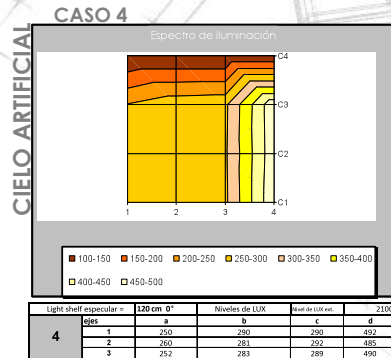 CASO 4
CIELO ARTIFICIAL
Espectro de iluminación
C4
C3
C2
C1
1 2 3 4
100-150 150-200 200-250 250-300 300-350 350-400
400-450 450-500
Light shelf especular = 120 cm 0° Niveles de LUX Nivel de LUX ext. 2100
4 ejes a b c d
1 250 290 290 492
2 260 281 292 485
3 252 283 289 490